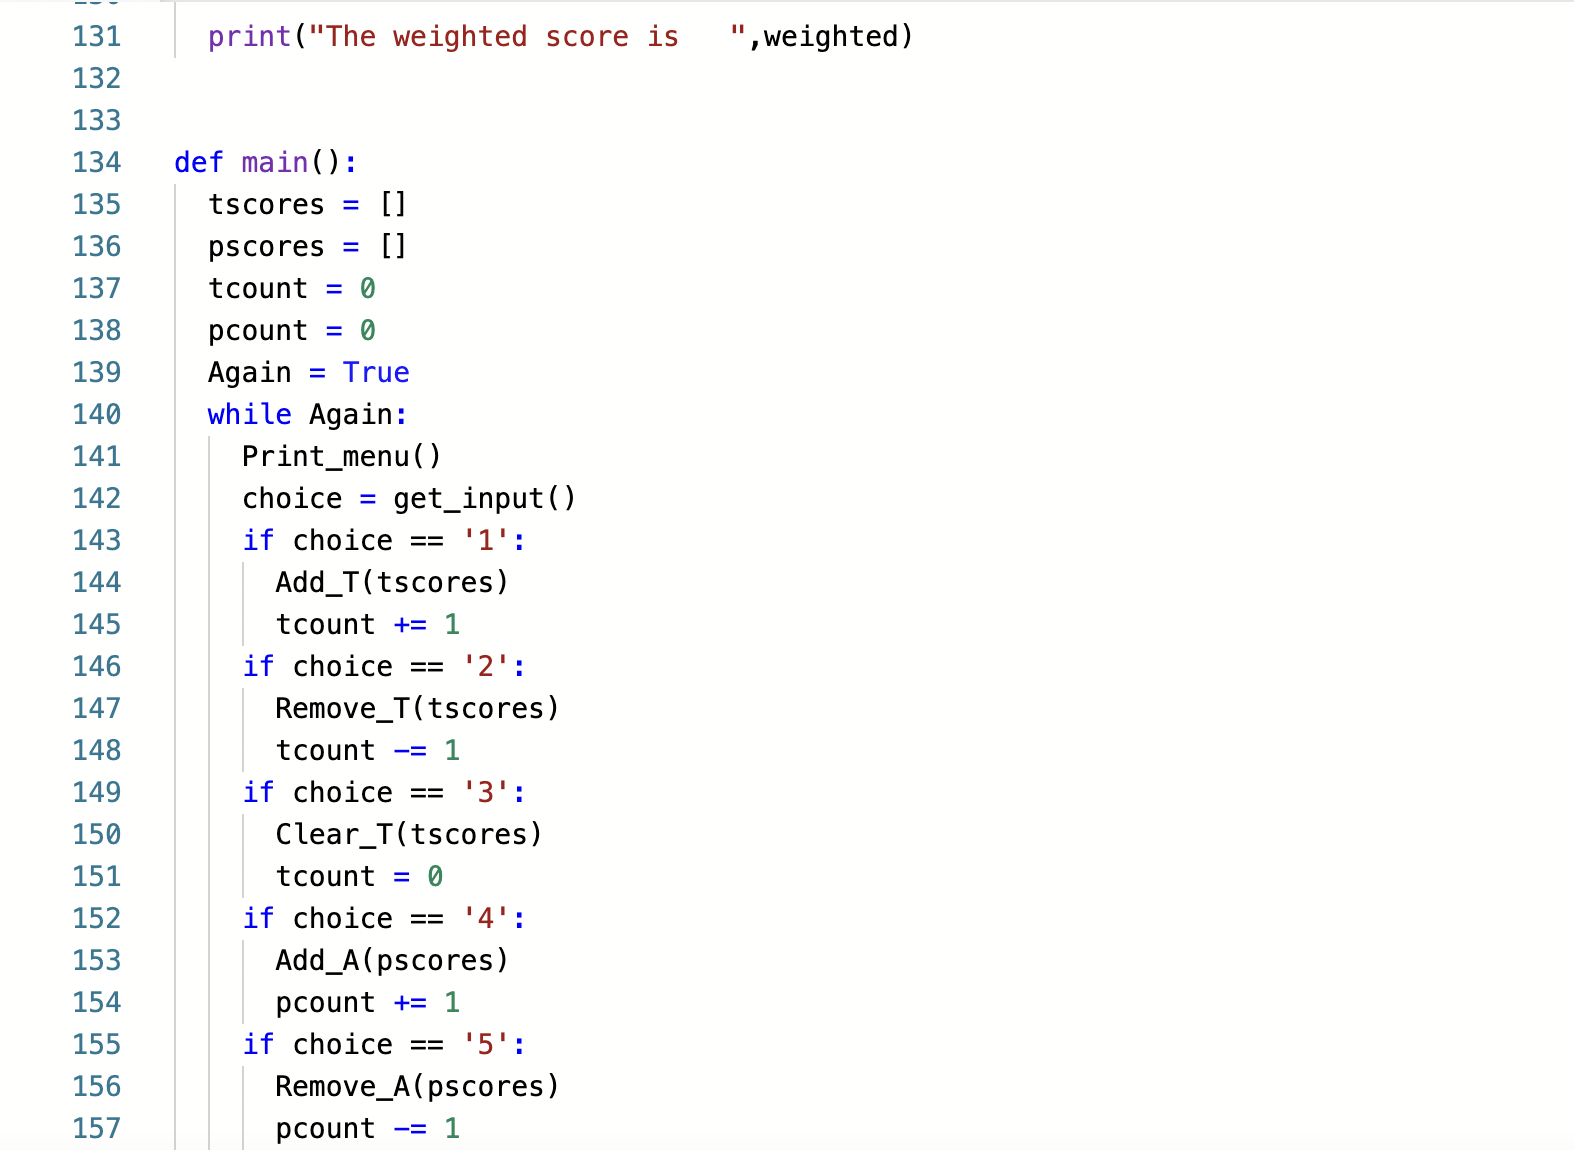 131 print("The weighted score is   ",weighted)
132
133
134 def main():
135 tscores = []
136 pscores = []
137 tcount = 0
138 pcount = 0
139 Again = True
140 while Again:
141 Print_menu()
142 choice = get_input()
143 if choice == '1':
144 Add_T(tscores)
145 tcount += 1
146 if choice == '2':
147 Remove_T(tscores)
148 tcount -= 1
149 if choice == '3':
150 Clear_T(tscores)
151 tcount = 0
152 if choice == '4':
153 Add_A(pscores)
154 pcount += 1
155 if choice == '5':
156 Remove_A(pscores)
157 pcount -= 1